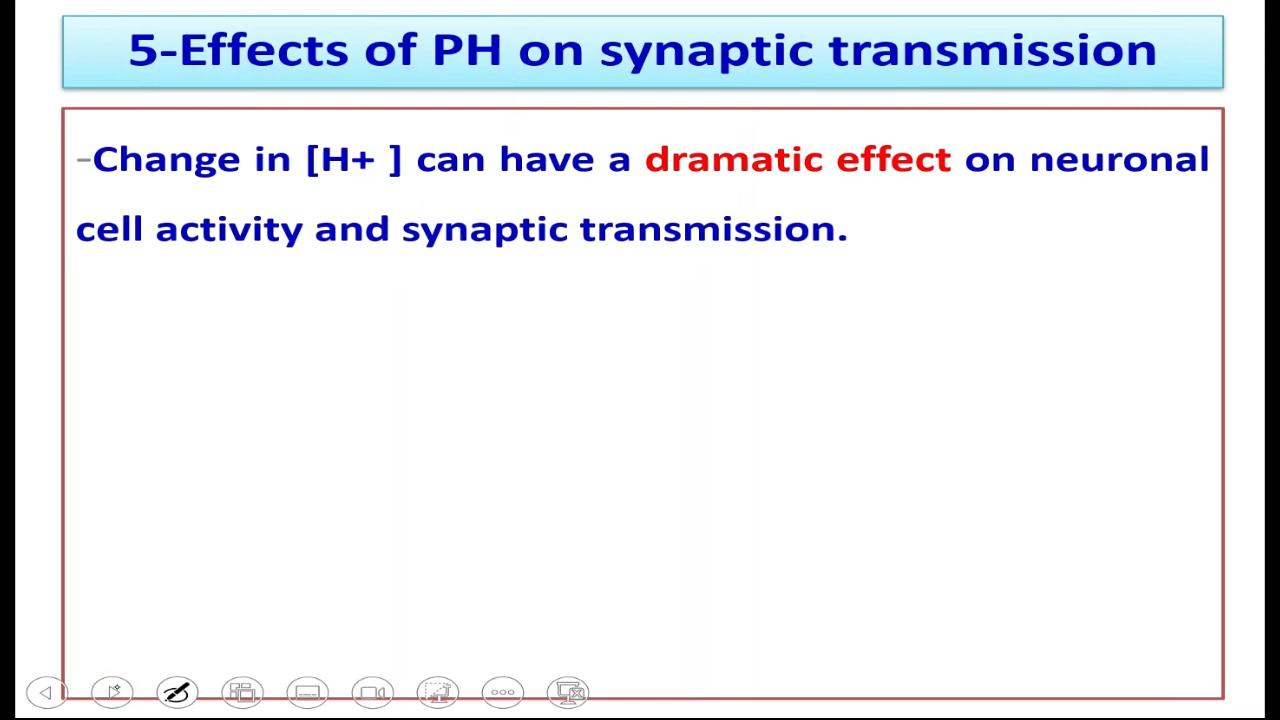 5-Effects of PH on synaptic transmission
-Change in [H+ ] can have a dramatic effect on neuronal
cell activity and synaptic transmission.